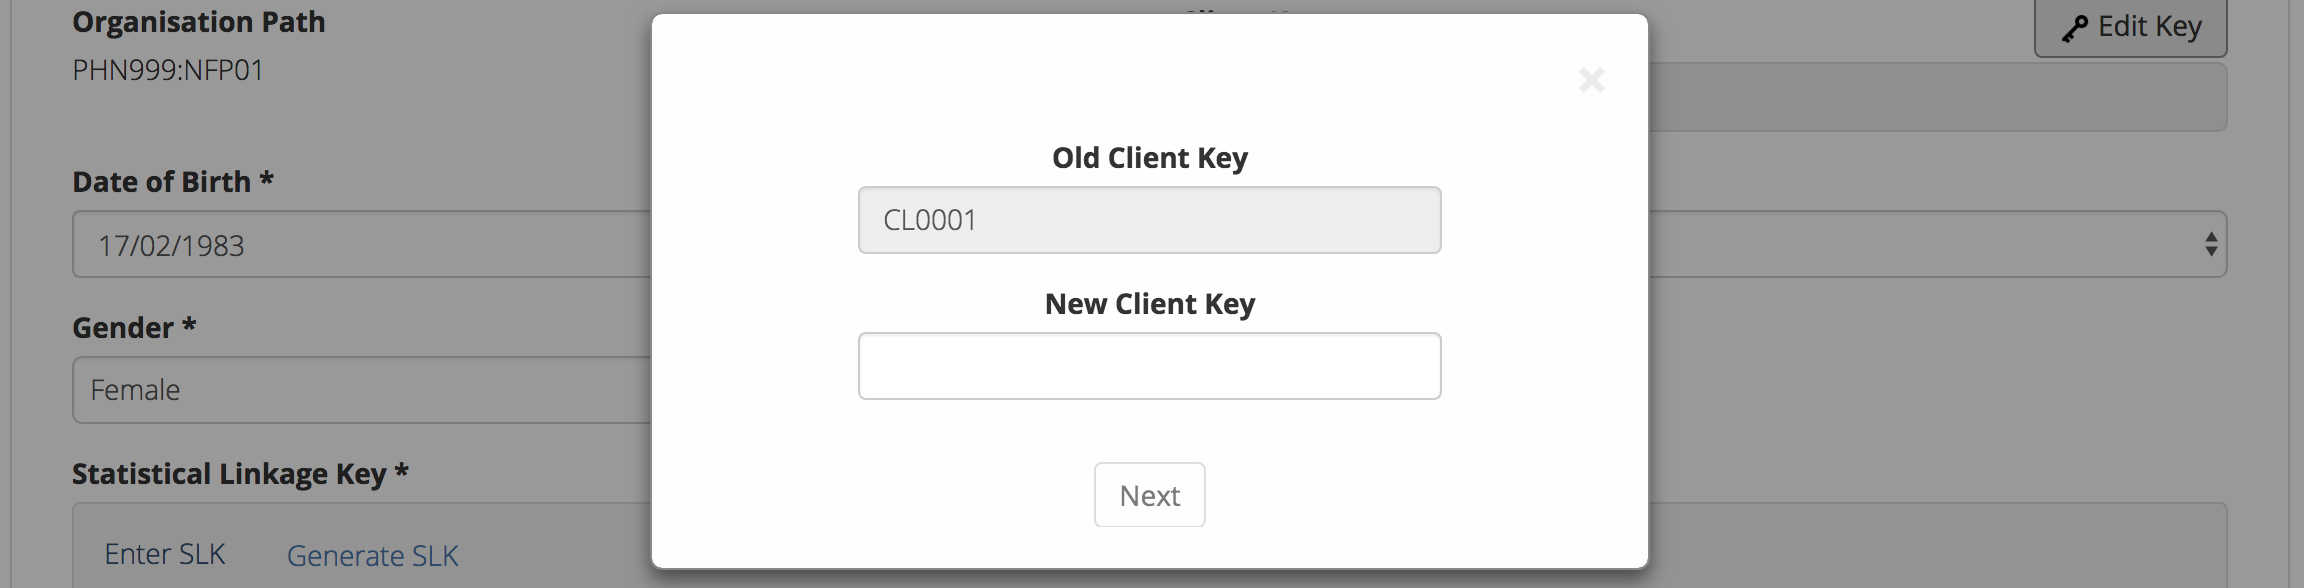 Organisation Path
PHN999:NFP01
Edit Key
Date of Birth *
17/02/1983
Gender *
Female
Statistical Linkage Key *
Enter SLK
Generate SLK
×
Old Client Key
CL0001
New Client Key
Next